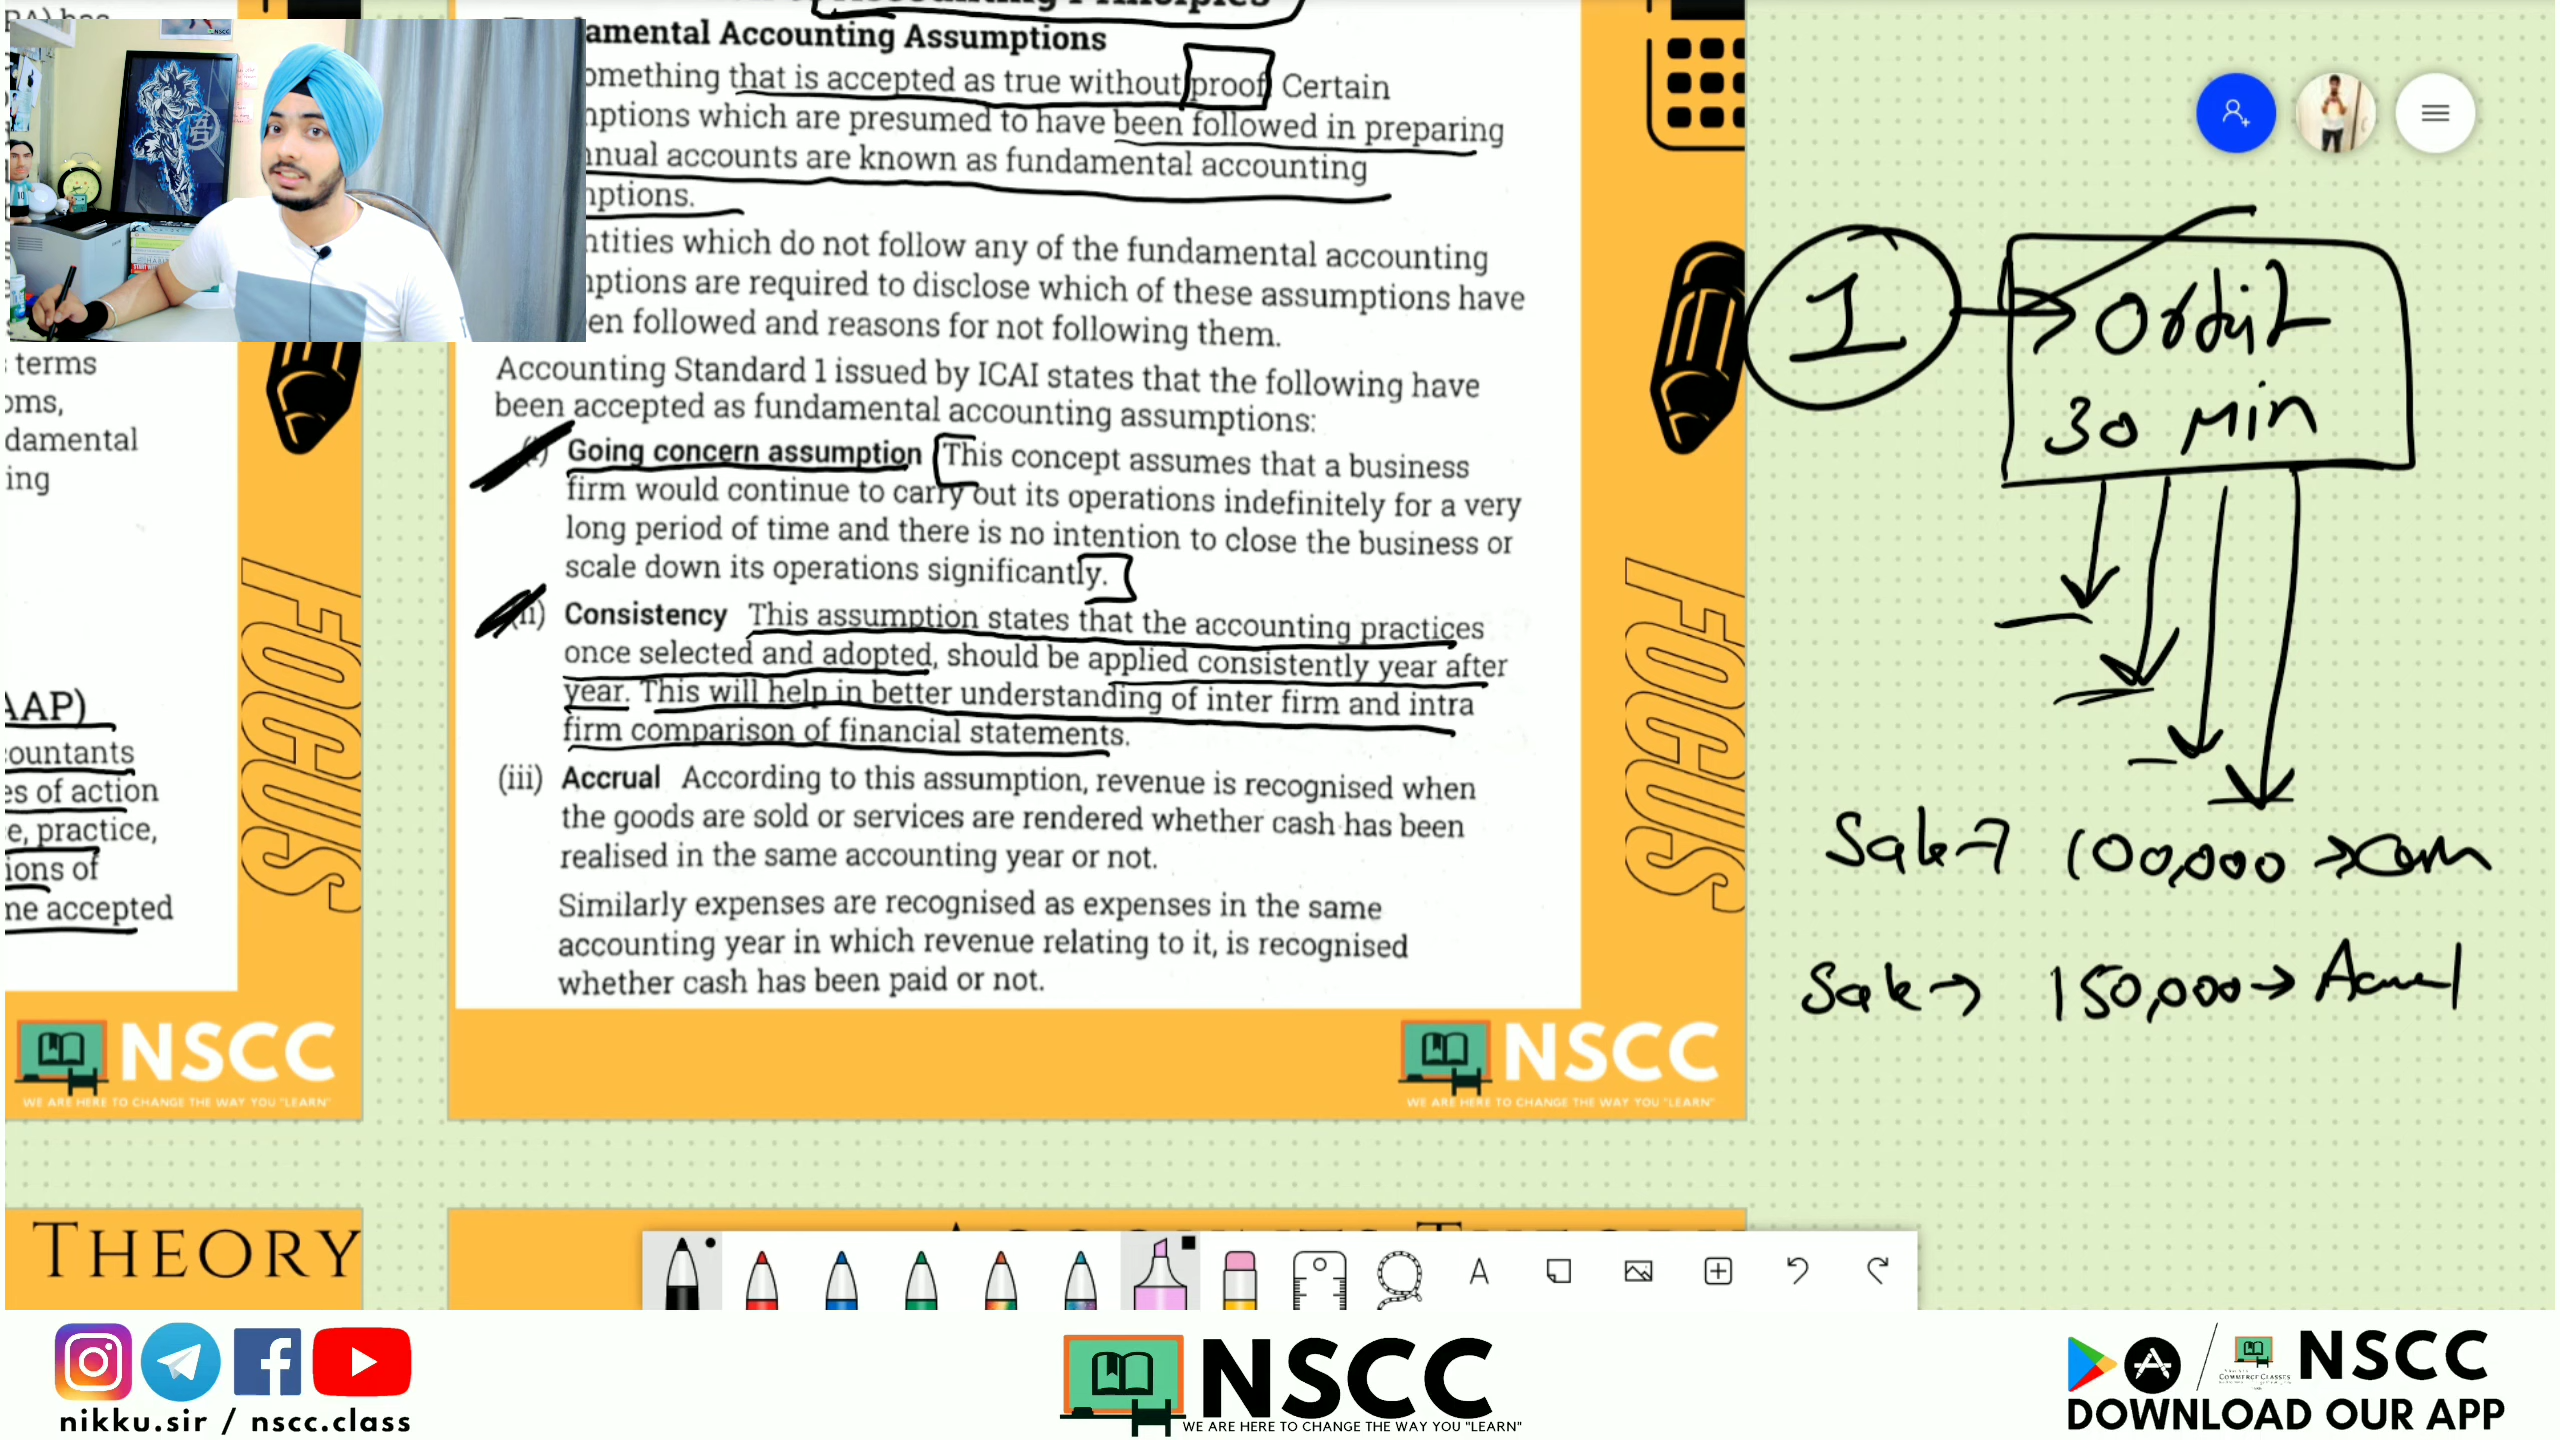 amental Accounting Assumptions
omething that is accepted as true without proof. Certain
mptions which are presumed to have been followed in preparing
nnual accounts are known as fundamental accounting
mptions.
ntities which do not follow any of the fundamental accounting
mptions are required to disclose which of these assumptions have
en followed and reasons for not following them.
Accounting Standard 1 issued by ICAI states that the following have
been accepted as fundamental accounting assumptions:
Going concern assumption This concept assumes that a business
firm would continue to carry out its operations indefinitely for a very
long period of time and there is no intention to close the business or
scale down its operations significantly.
(ii) Consistency This assumption states that the accounting practices
once selected and adopted, should be applied consistently year after
year. This will help in better understanding of inter firm and intra
firm comparison of financial statements.
(iii) Accrual According to this assumption, revenue is recognised when
the goods are sold or services are rendered whether cash has been
realised in the same accounting year or not.
Similarly expenses are recognised as expenses in the same
accounting year in which revenue relating to it, is recognised
whether cash has been paid or not.
terms
oms,
damental
ing
AAP)
ountants
es of action
e, practice,
ions of
me accepted
FOCUS
FOCUS
1
Orbit
30 Min
Sale → 100,000 →
Sale → 150,000 →
NSCC
WE ARE HERE TO CHANGE THE WAY YOU "LEARN"
NSCC
WE ARE HERE TO CHANGE THE WAY YOU "LEARN"
THEORY
nikku.sir / nscc.class
NSCC
WE ARE HERE TO CHANGE THE WAY YOU "LEARN"
NSCC
DOWNLOAD OUR APP